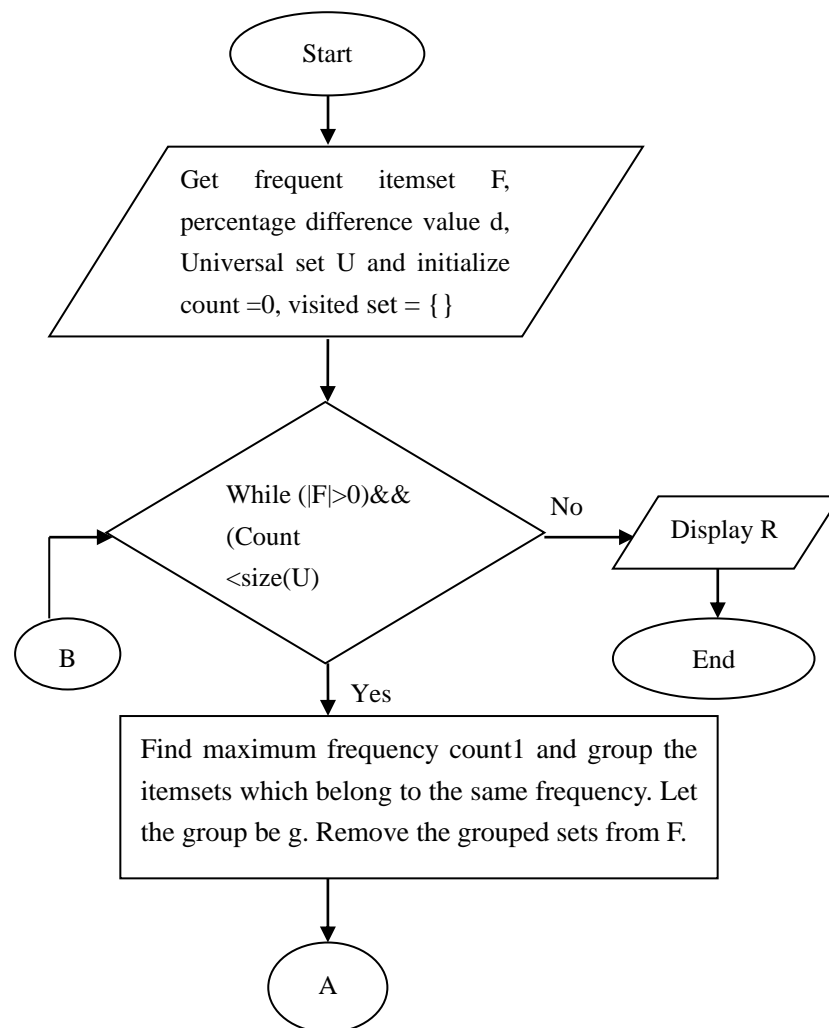 Start
Get frequent itemset F,
percentage difference value d,
Universal set U and initialize
count =0, visited set = {}
While (|F|>0)&&
(Count
<size(U)
No
Display R
B
End
Yes
Find maximum frequency count1 and group the
itemsets which belong to the same frequency. Let
the group be g. Remove the grouped sets from F.
A